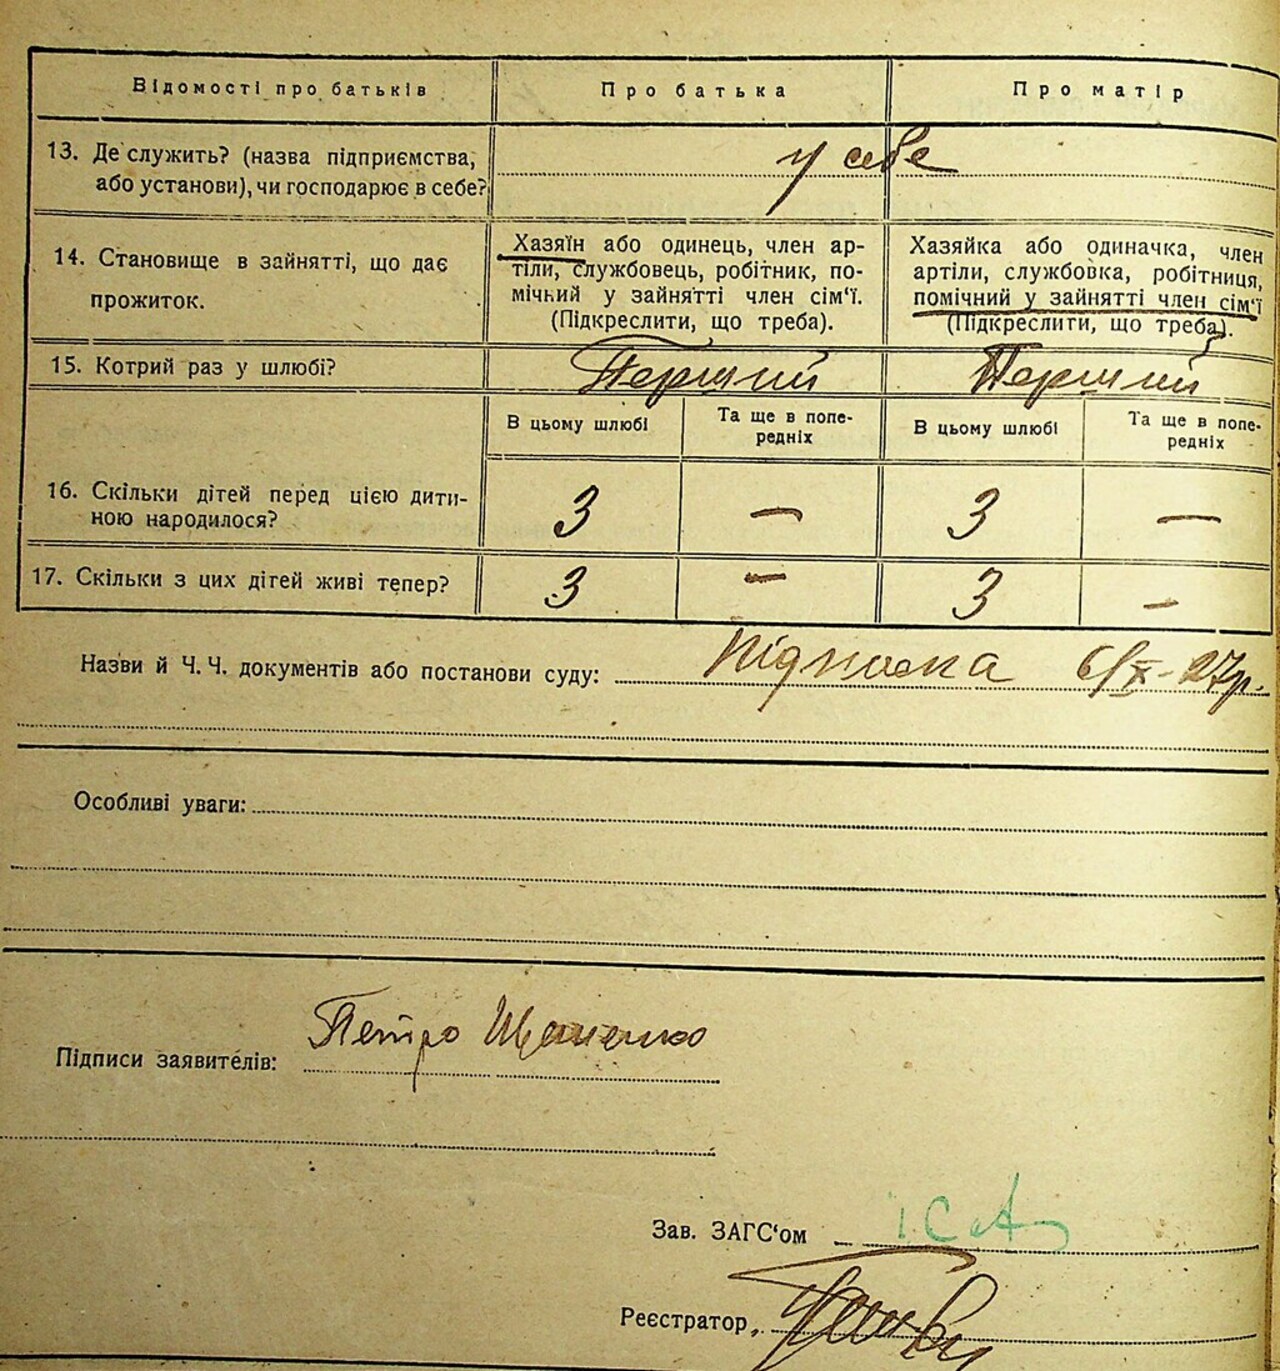 Відомості про батьків Про батька Про матір
13. Де служить? (назва підприємства, або установи), чи господарює в себе?
у себе
14. Становище в зайнятті, що дає прожиток.
Хазяїн або одинець, член ар-
тіли, службовець, робітник, по-
мічний у зайнятті член сім'ї.
(Підкреслити, що треба).
Хазяйка або одиначка, член
артіли, службовка, робітниця,
помічний у зайнятті член сім'ї
(Підкреслити, що треба).
15. Котрий раз у шлюбі? Перший Перший
В цьому шлюбі Та ще в попе-
редніх В цьому шлюбі Та ще в попе-
редніх
16. Скільки дітей перед цією дити-
ною народилося? 3 — 3 —
17. Скільки з цих дітей живі тепер? 3 — 3 —
Назви й Ч. Ч. документів або постанови суду: Підписка 6/X-27р.
Особливі уваги:
Підписи заявителів: Петро
Зав. ЗАГС'ом
Реєстратор